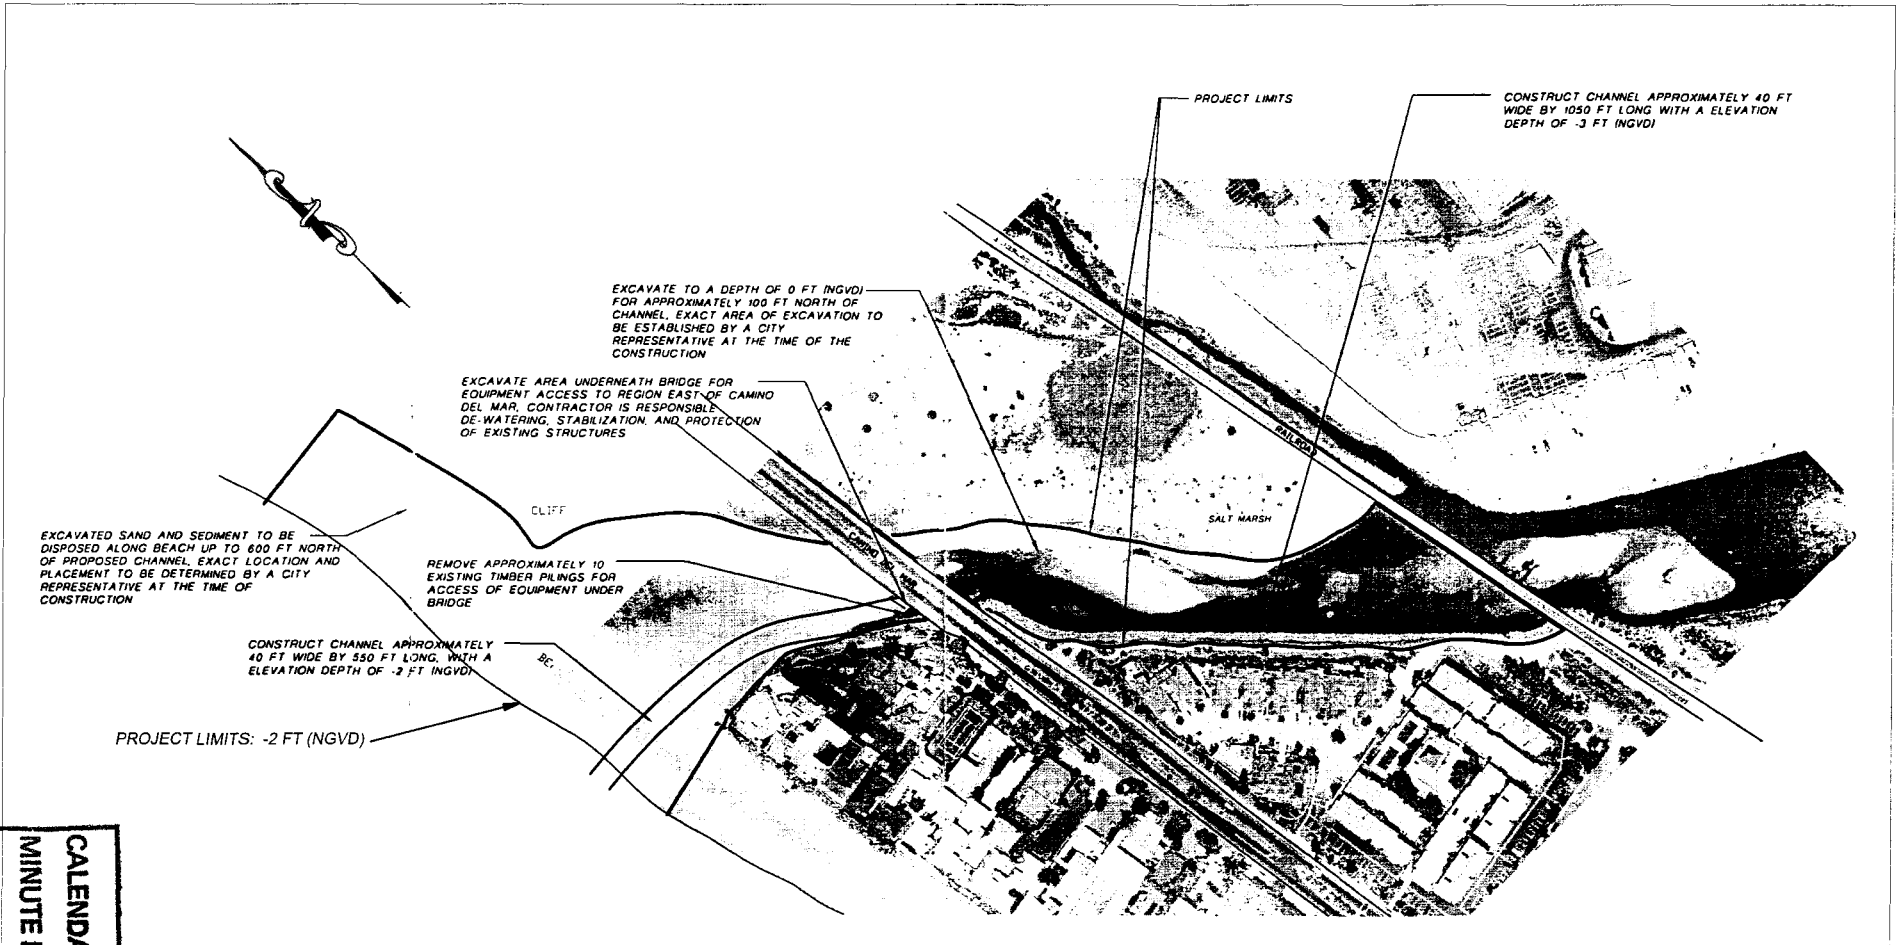 PROJECT LIMITS
CONSTRUCT CHANNEL APPROXIMATELY 40 FT
WIDE BY 1050 FT LONG WITH A ELEVATION
DEPTH OF -3 FT (NGVD)
EXCAVATE TO A DEPTH OF 0 FT (NGVD)
FOR APPROXIMATELY 100 FT NORTH OF
CHANNEL, EXACT AREA OF EXCAVATION TO
BE ESTABLISHED BY A CITY
REPRESENTATIVE AT THE TIME OF THE
CONSTRUCTION
EXCAVATE AREA UNDERNEATH BRIDGE FOR
EQUIPMENT ACCESS TO REGION EAST OF CAMINO
DEL MAR, CONTRACTOR IS RESPONSIBLE
DE-WATERING, STABILIZATION, AND PROTECTION
OF EXISTING STRUCTURES
RAILROAD
CLIFF
SALT MARSH
EXCAVATED SAND AND SEDIMENT TO BE
DISPOSED ALONG BEACH UP TO 600 FT NORTH
OF PROPOSED CHANNEL, EXACT LOCATION AND
PLACEMENT TO BE DETERMINED BY A CITY
REPRESENTATIVE AT THE TIME OF
CONSTRUCTION
CAMINO DEL MAR
REMOVE APPROXIMATELY 10
EXISTING TIMBER PILINGS FOR
ACCESS OF EQUIPMENT UNDER
BRIDGE
CONSTRUCT CHANNEL APPROXIMATELY
40 FT WIDE BY 550 FT LONG, WITH A
ELEVATION DEPTH OF -2 FT (NGVD)
PROJECT LIMITS: -2 FT (NGVD)
CALENDA
MINUTE